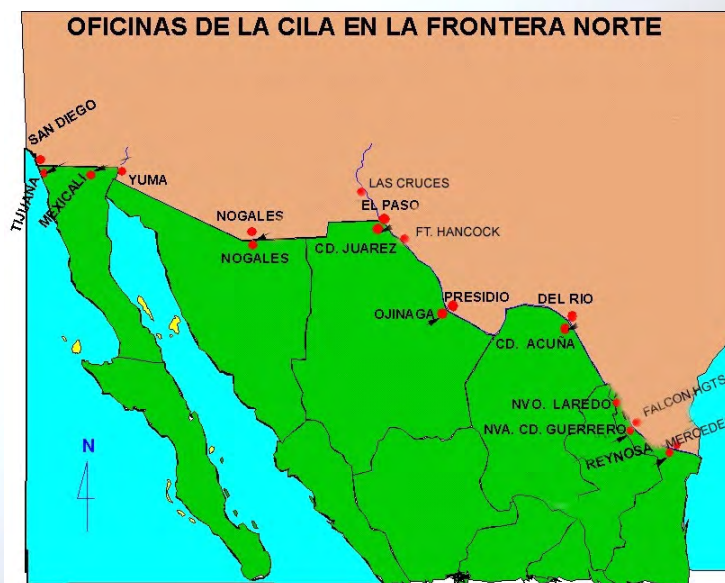 OFICINAS DE LA CILA EN LA FRONTERA NORTE
SAN DIEGO
TIJUANA
MEXICALI
YUMA
LAS CRUCES
NOGALES
EL PASO
NOGALES
CD. JUAREZ
FT. HANCOCK
PRESIDIO
OJINAGA
DEL RIO
CD. ACUÑA
NVO. LAREDO
FALCON HGTS
NVA. CD. GUERRERO
REYNOSA
MERCEDE
N